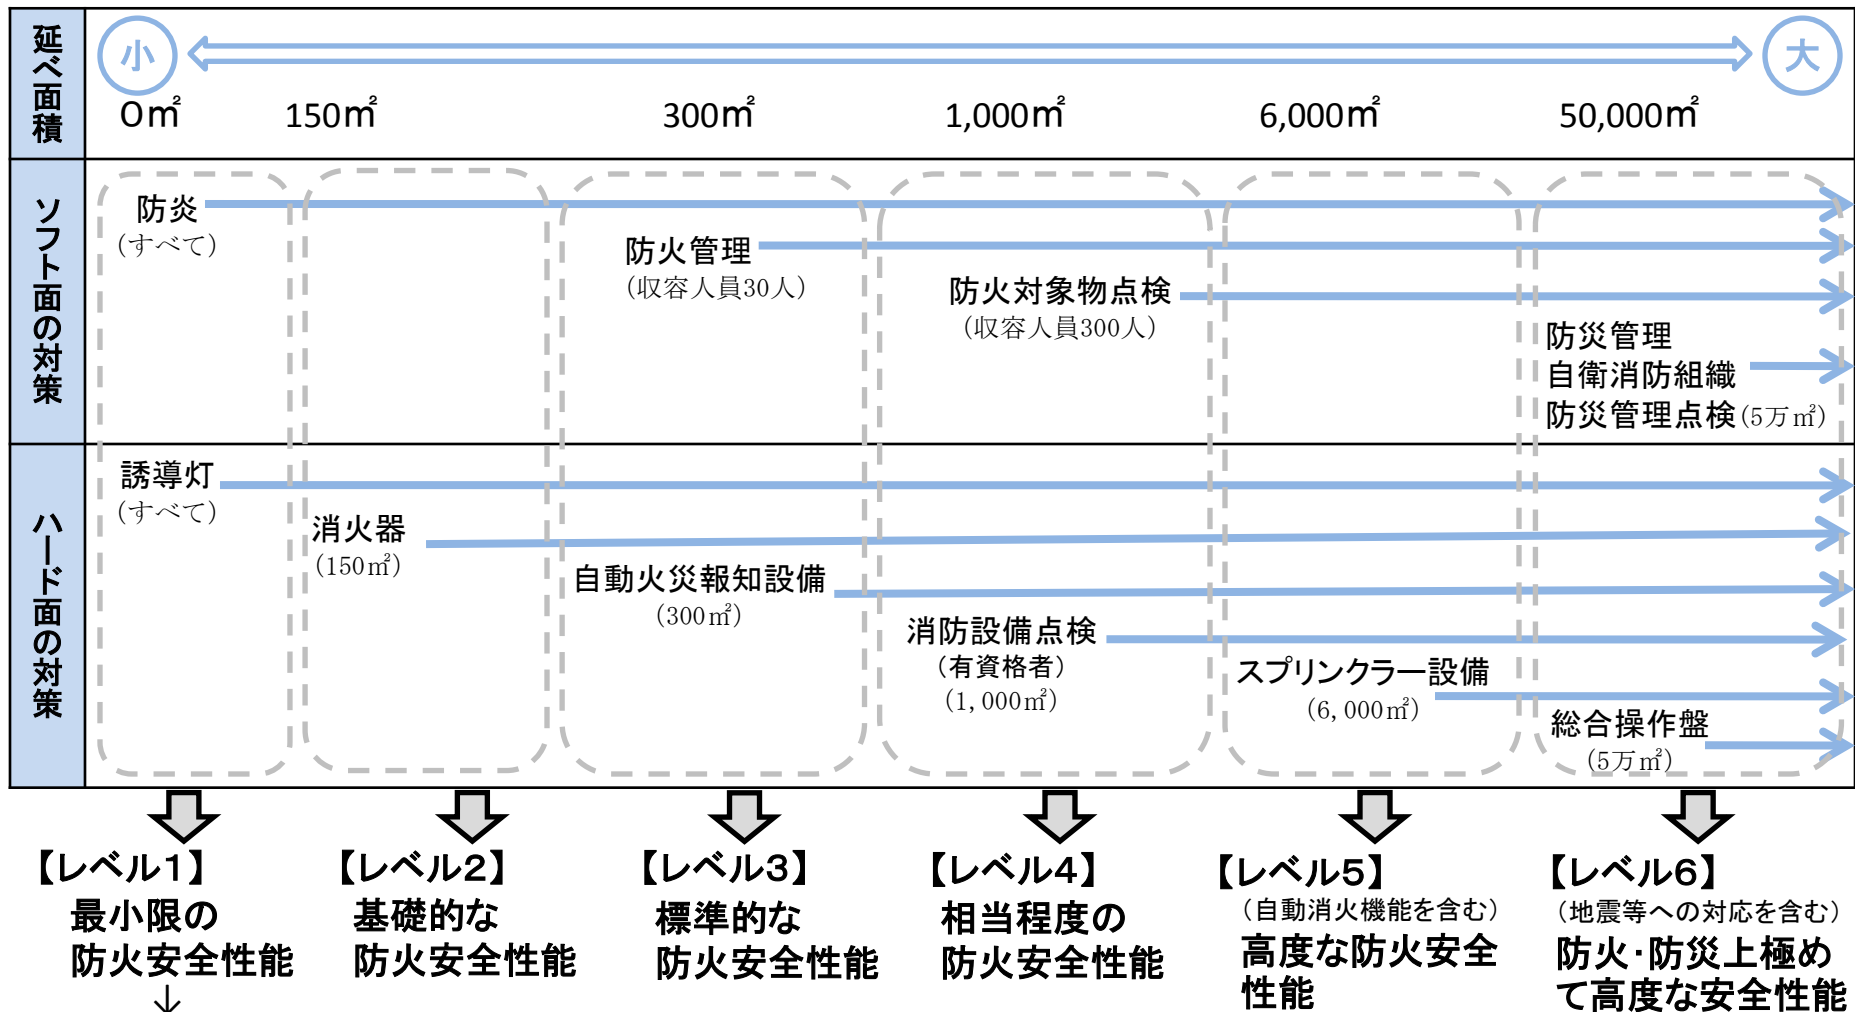 延べ面積
小
大
0㎡
150㎡
300㎡
1,000㎡
6,000㎡
50,000㎡
ソフト面の対策
防炎
(すべて)
防火管理
(収容人員30人)
防火対象物点検
(収容人員300人)
防災管理
自衛消防組織
防災管理点検(5万㎡)
ハード面の対策
誘導灯
(すべて)
消火器
(150㎡)
自動火災報知設備
(300㎡)
消防設備点検
(有資格者)
(1,000㎡)
スプリンクラー設備
(6,000㎡)
総合操作盤
(5万㎡)
【レベル1】
最小限の
防火安全性能
↓
【レベル2】
基礎的な
防火安全性能
【レベル3】
標準的な
防火安全性能
【レベル4】
相当程度の
防火安全性能
【レベル5】
(自動消火機能を含む)
高度な防火安全
性能
【レベル6】
(地震等への対応を含む)
防火・防災上極め
て高度な安全性能